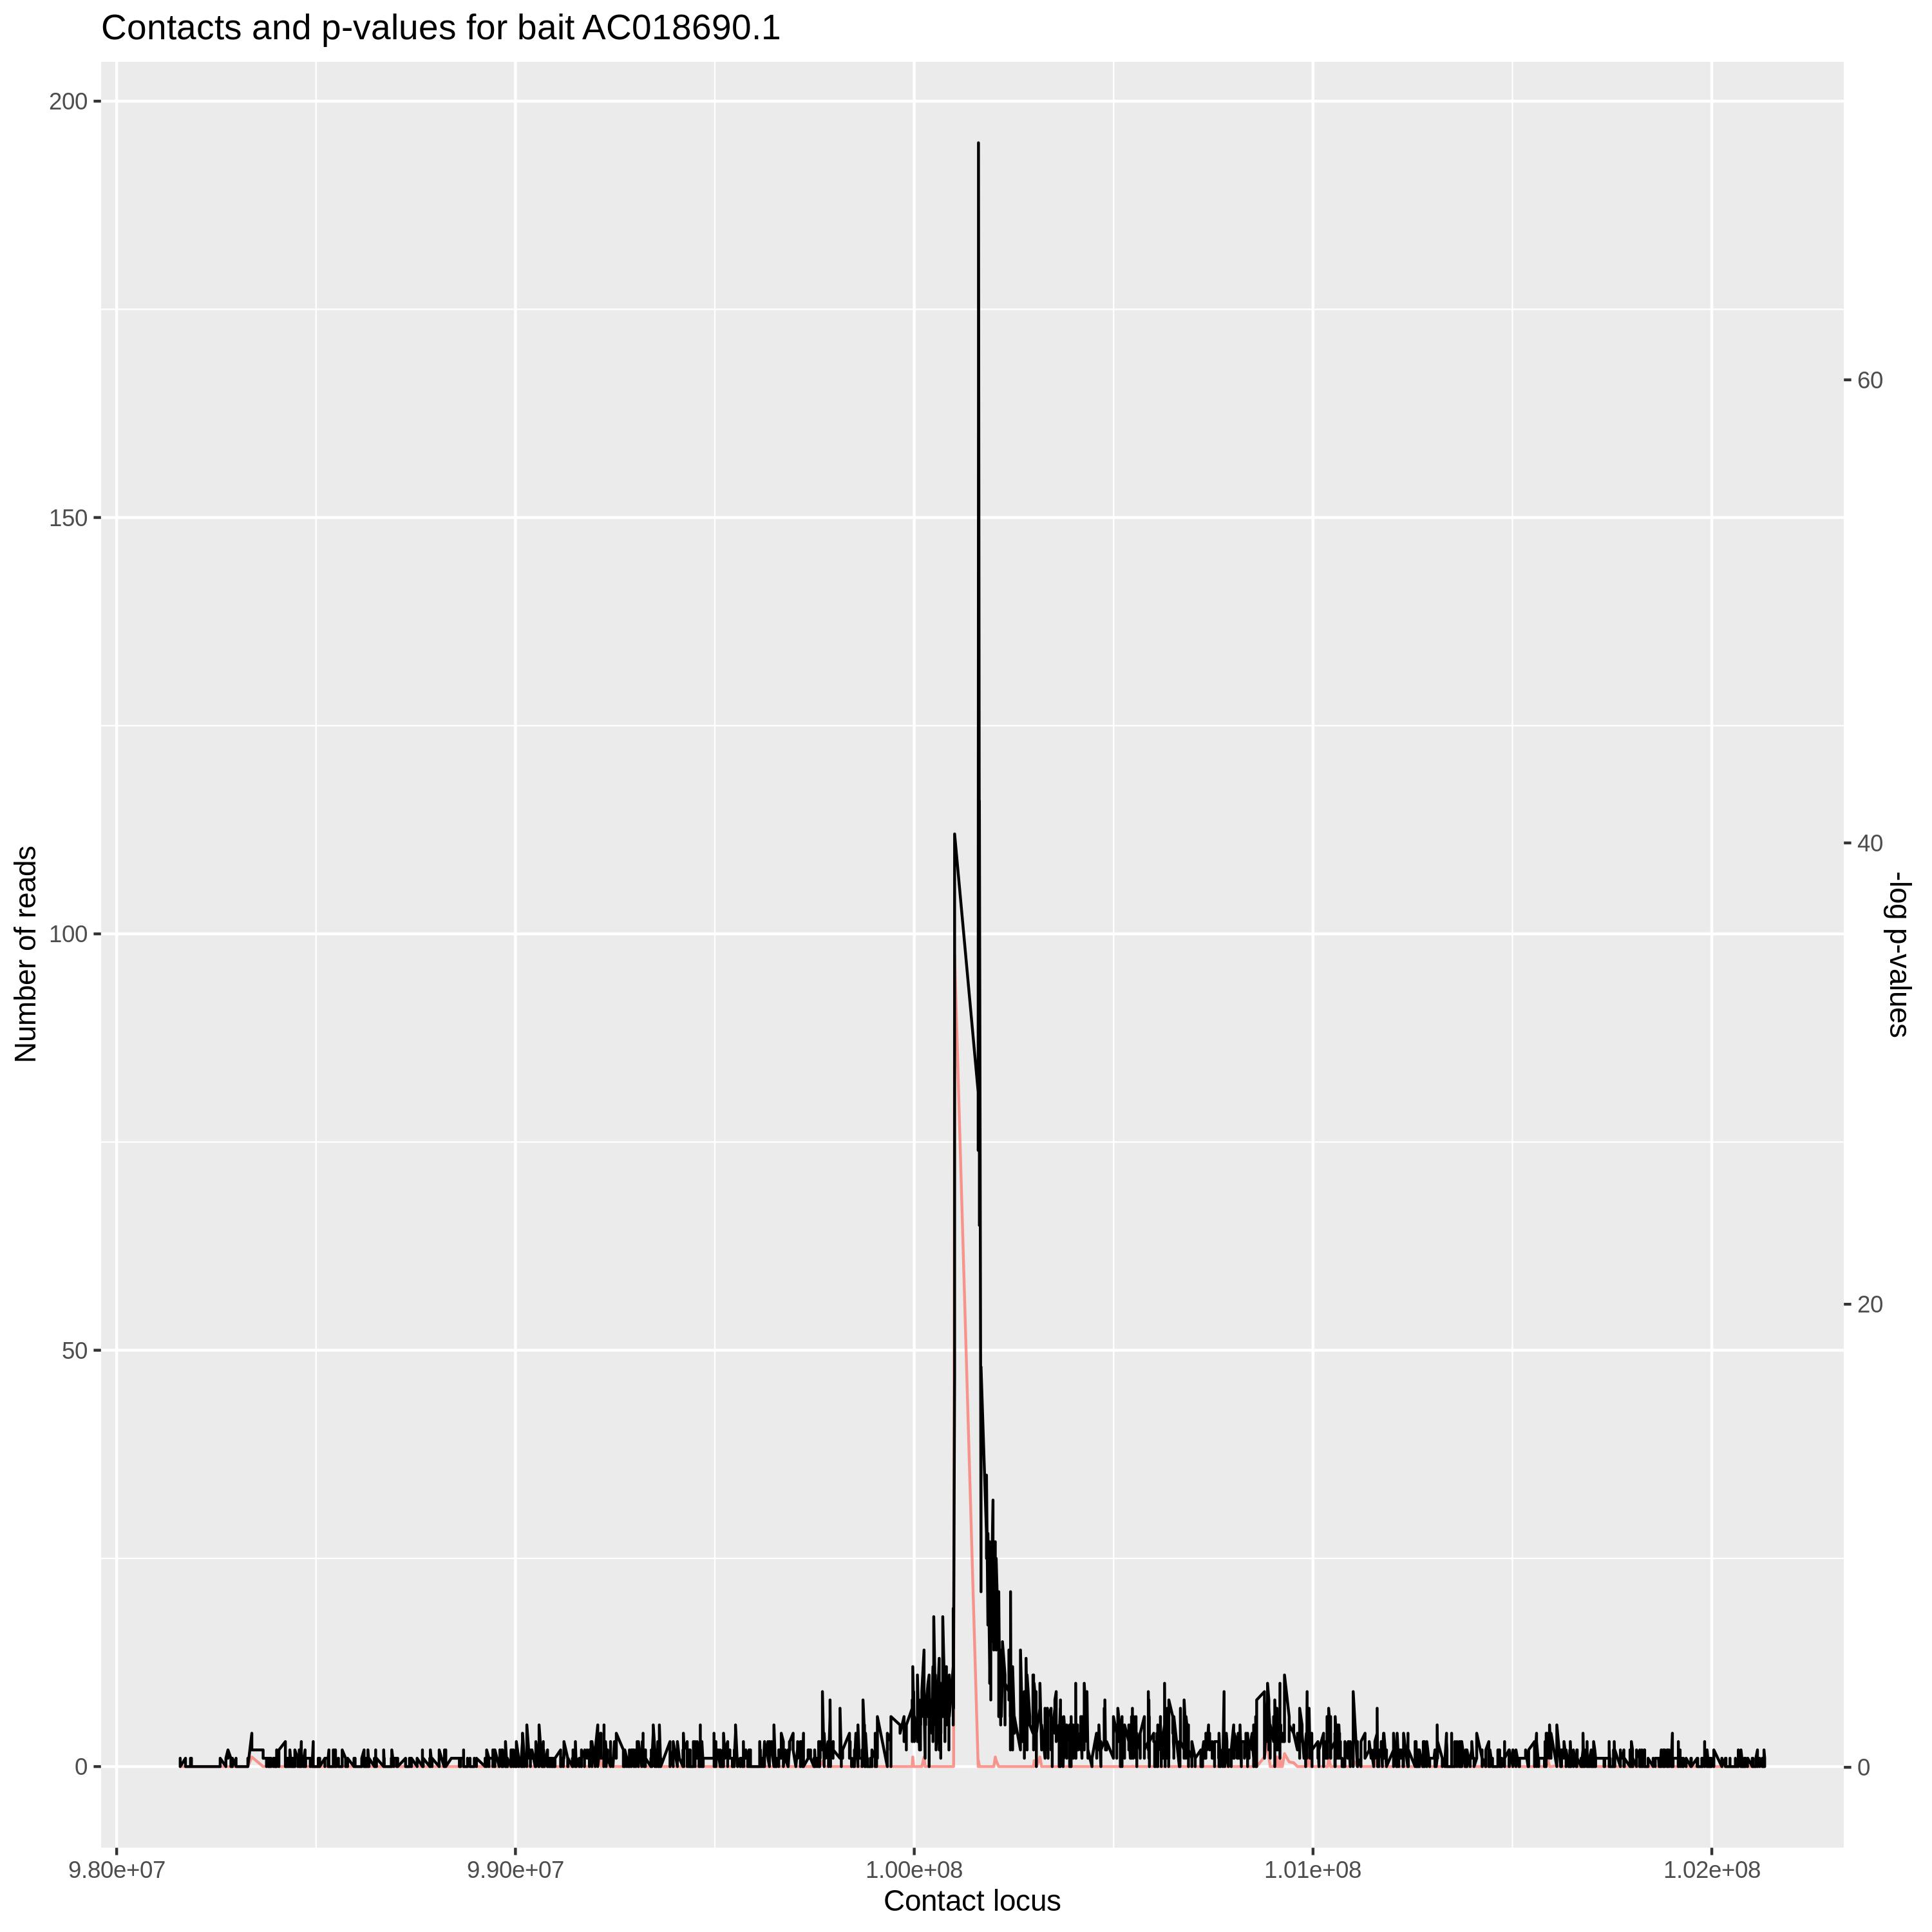 Contacts and p-values for bait AC018690.1
200
150
100
50
0
Number of reads
60
40
20
0
-log p-values
9.80e+07
9.90e+07
1.00e+08
1.01e+08
1.02e+08
Contact locus